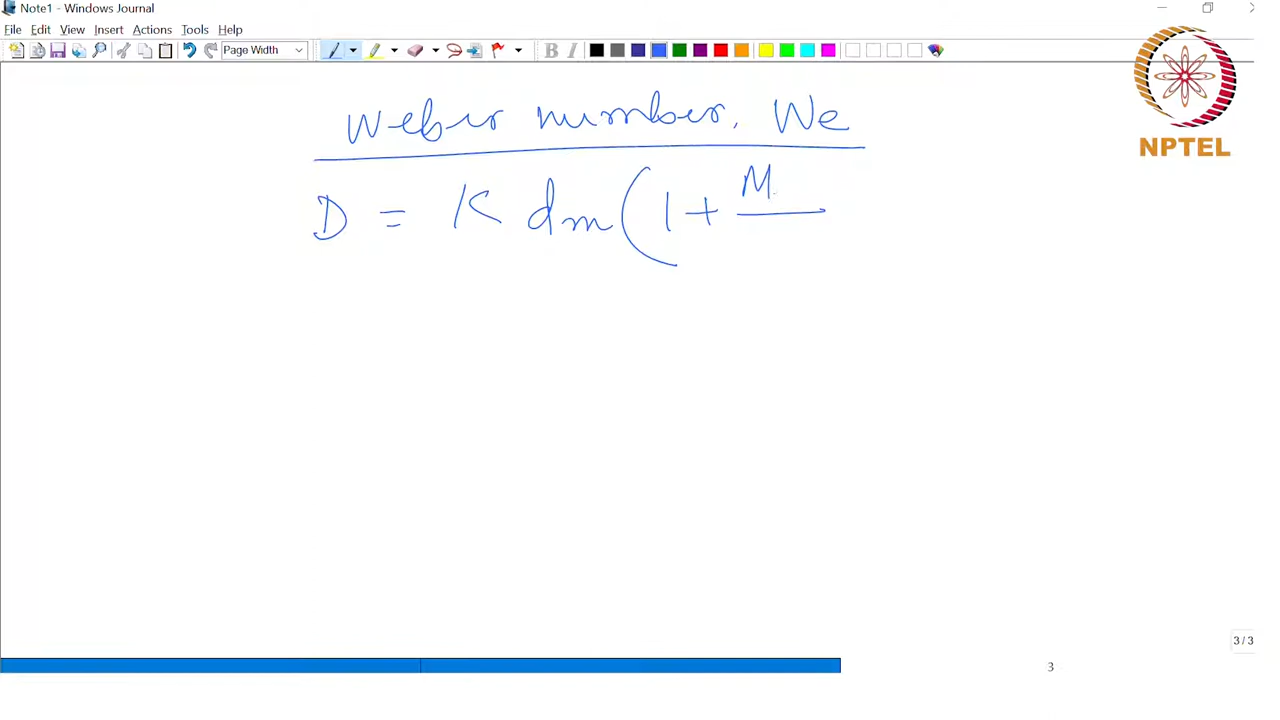 Note1 - Windows Journal
File Edit View Insert Actions Tools Help
Page Width B I
NPTEL
Weber number. We
D = K dm ( 1 + M
3 / 3
3